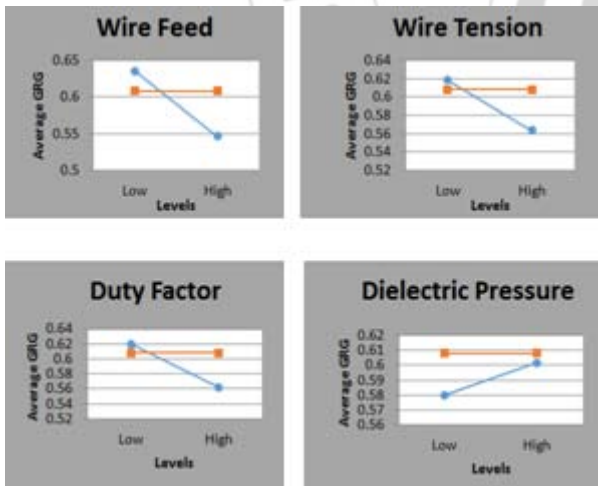 Wire Feed
0.65
0.6
0.55
0.5
Average GRG
Low High
Levels
Wire Tension
0.64
0.62
0.6
0.58
0.56
0.54
0.52
Average GRG
Low High
Levels
Duty Factor
0.64
0.62
0.6
0.58
0.56
0.54
0.52
Average GRG
Low High
Levels
Dielectric Pressure
0.62
0.61
0.6
0.59
0.58
0.57
0.56
Average GRG
Low High
Levels